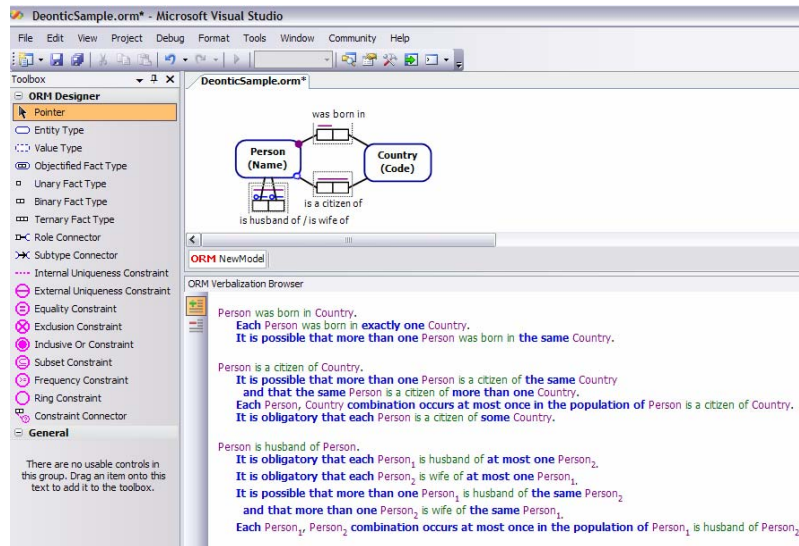 DeonticSample.orm* - Microsoft Visual Studio
File Edit View Project Debug Format Tools Window Community Help
Toolbox
ORM Designer
Pointer
Entity Type
Value Type
Objectified Fact Type
Unary Fact Type
Binary Fact Type
Ternary Fact Type
Role Connector
Subtype Connector
Internal Uniqueness Constraint
External Uniqueness Constraint
Equality Constraint
Exclusion Constraint
Inclusive Or Constraint
Subset Constraint
Frequency Constraint
Ring Constraint
Constraint Connector
General
There are no usable controls in
this group. Drag an item onto this
text to add it to the toolbox.
DeonticSample.orm*
was born in
Person
(Name)
Country
(Code)
is a citizen of
is husband of / is wife of
ORM NewModel
ORM Verbalization Browser
Person was born in Country.
Each Person was born in exactly one Country.
It is possible that more than one Person was born in the same Country.
Person is a citizen of Country.
It is possible that more than one Person is a citizen of the same Country
and that the same Person is a citizen of more than one Country.
Each Person, Country combination occurs at most once in the population of Person is a citizen of Country.
It is obligatory that each Person is a citizen of some Country.
Person is husband of Person.
It is obligatory that each Person1 is husband of at most one Person2.
It is obligatory that each Person2 is wife of at most one Person1.
It is possible that more than one Person1 is husband of the same Person2
and that more than one Person2 is wife of the same Person1.
Each Person1, Person2 combination occurs at most once in the population of Person1 is husband of Person2